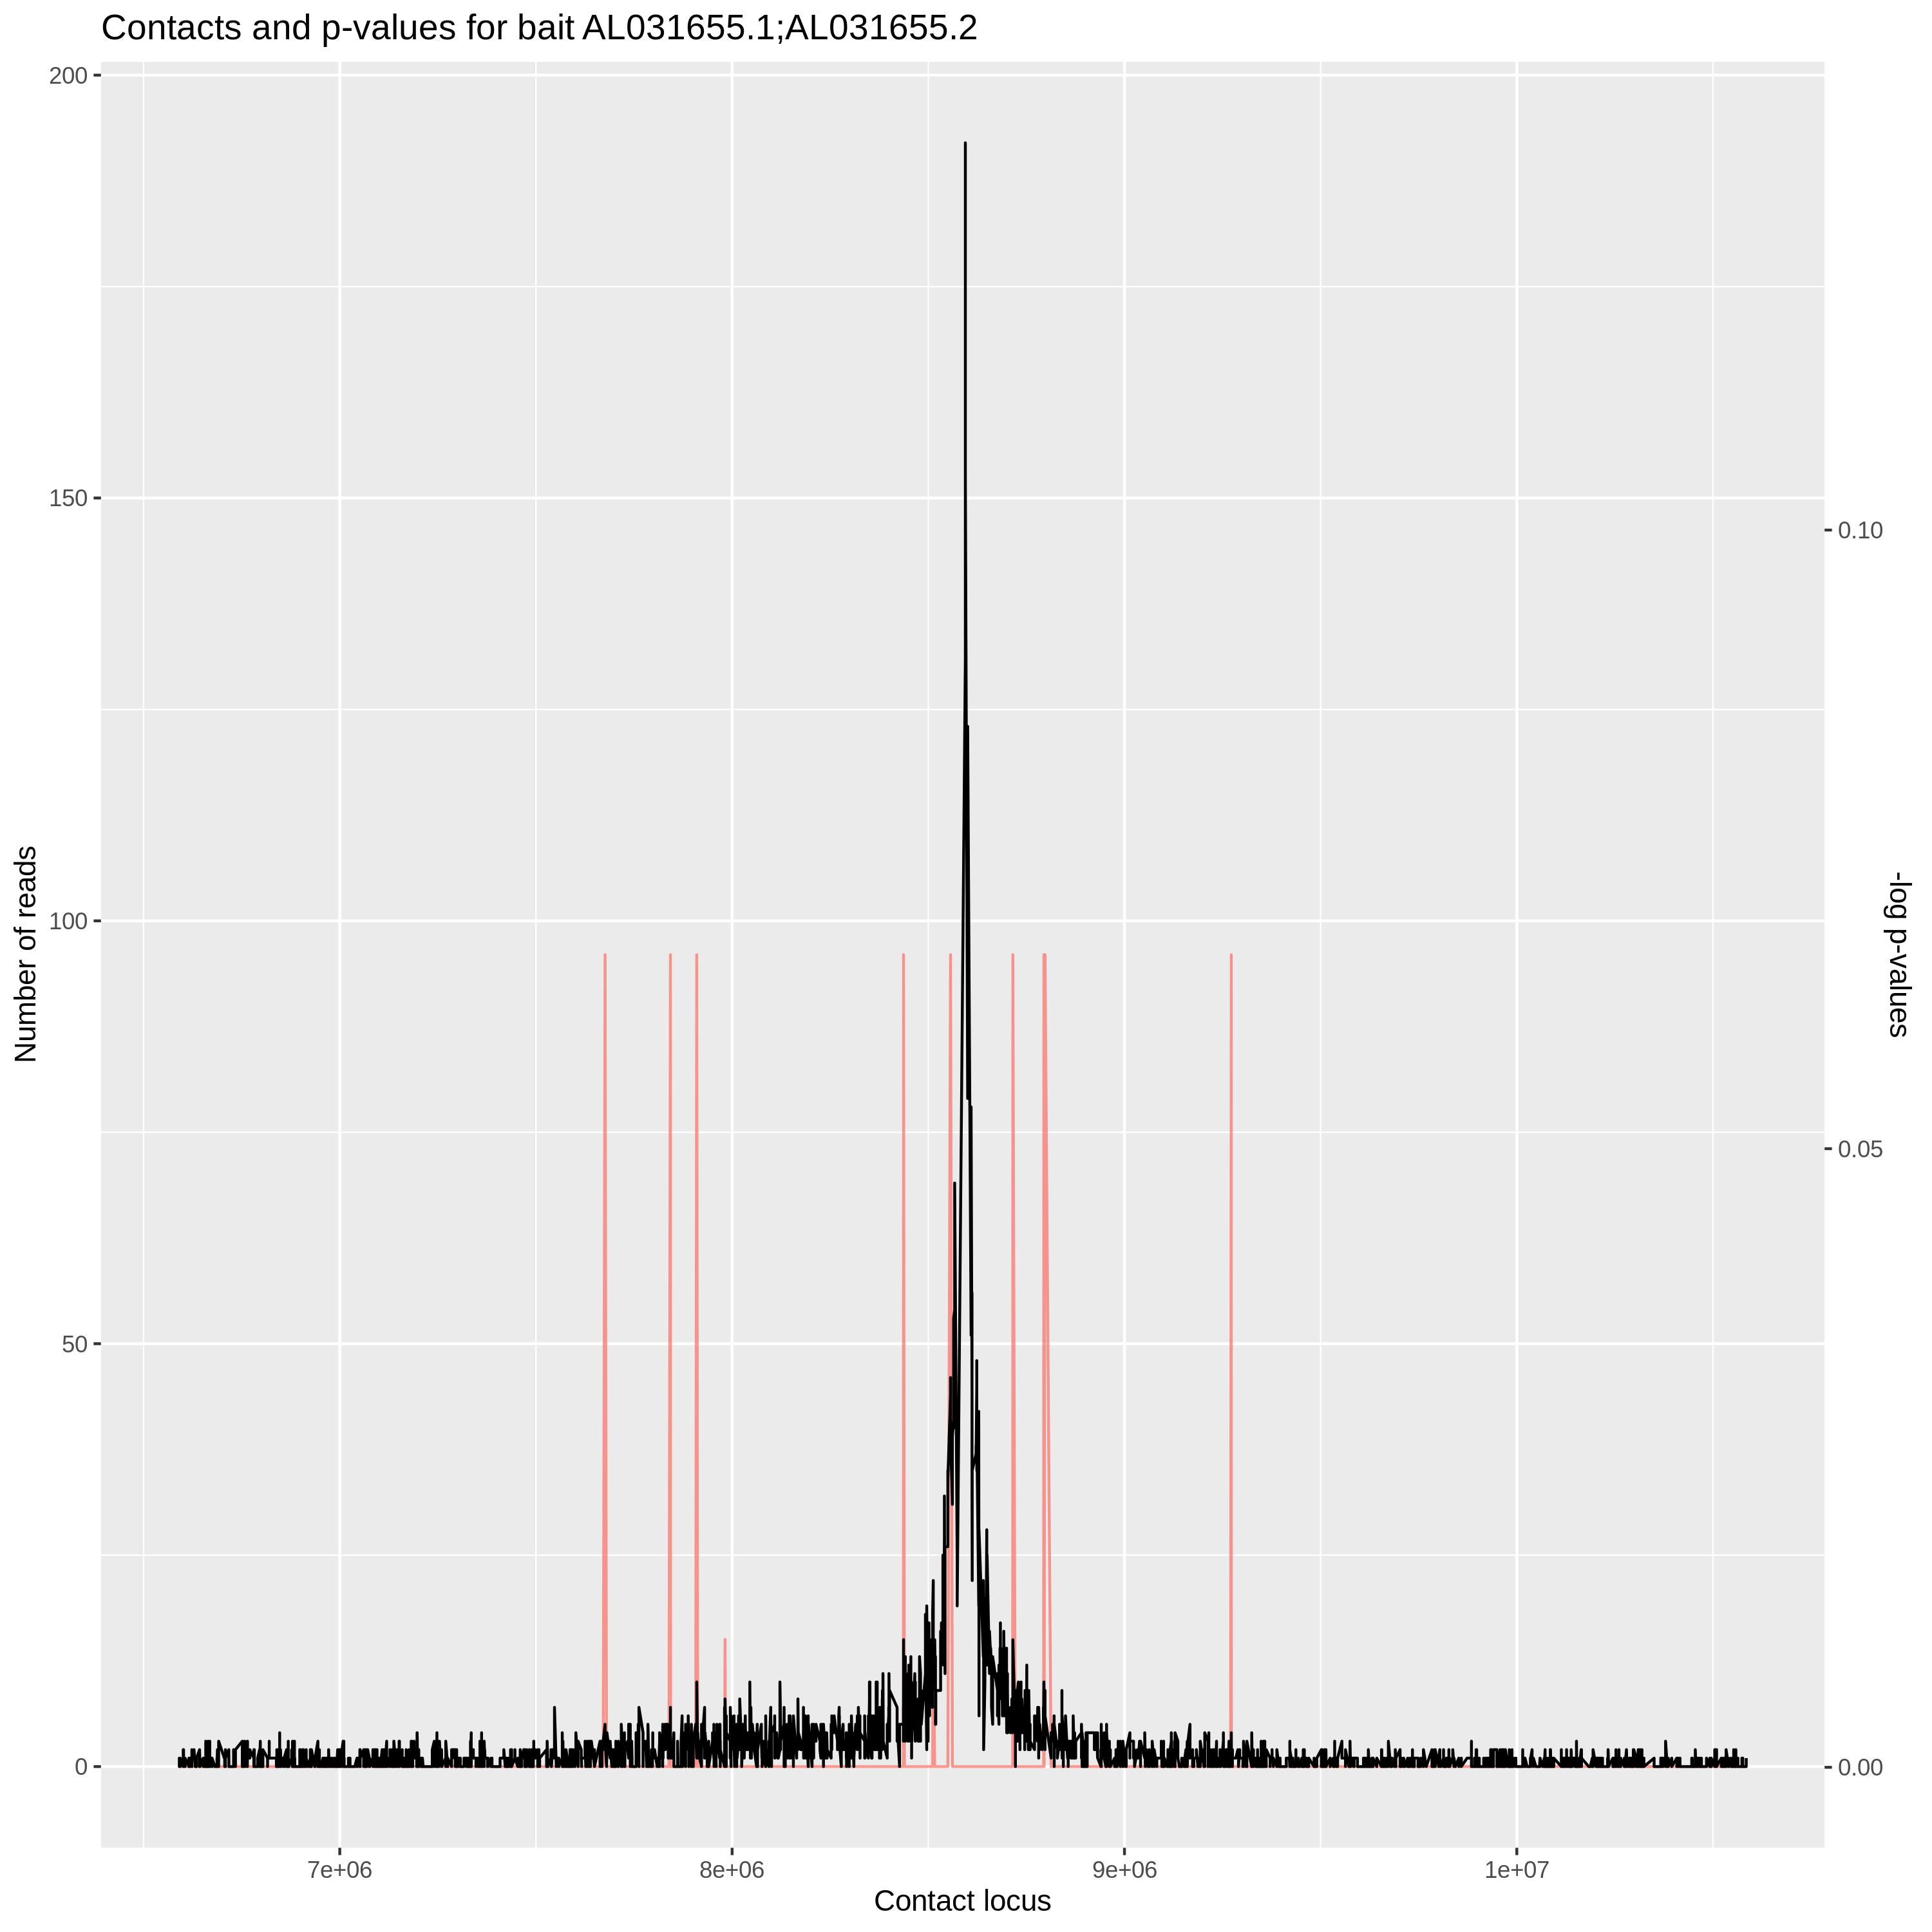 Contacts and p-values for bait AL031655.1;AL031655.2
200
150
100
50
0
Number of reads
0.10
0.05
0.00
-log p-values
7e+06
8e+06
9e+06
1e+07
Contact locus